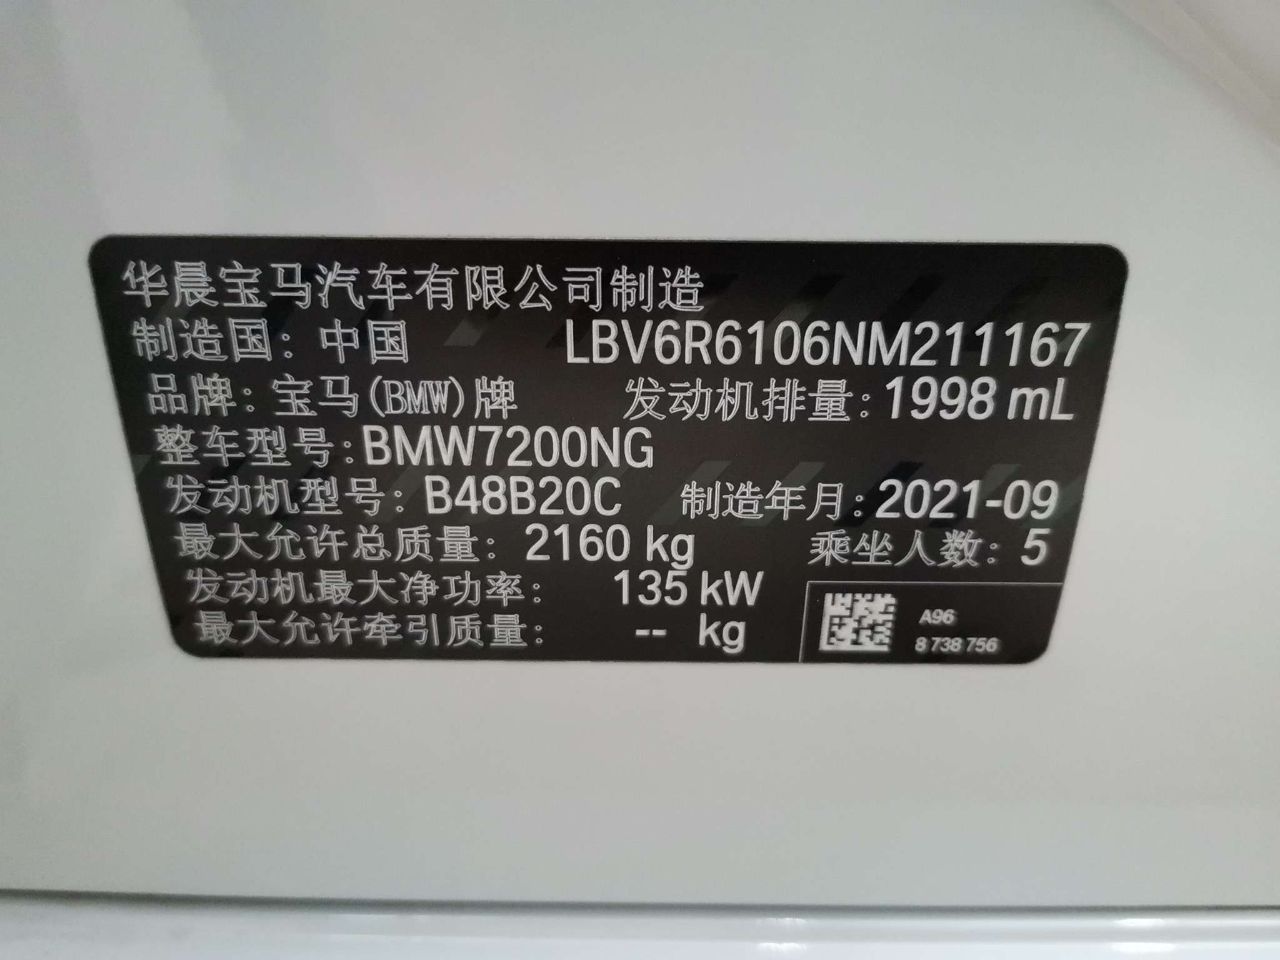 华晨宝马汽车有限公司制造
制造国：中国 LBV6R6106NM211167
品牌：宝马(BMW)牌 发动机排量：1998 mL
整车型号：BMW7200NG
发动机型号：B48B20C 制造年月：2021-09
最大允许总质量：2160 kg 乘坐人数：5
发动机最大净功率：135 kW
最大允许牵引质量：-- kg
A96
8 738 756